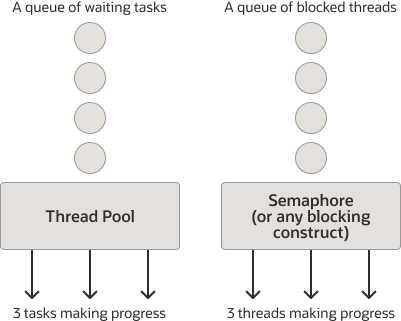 A queue of waiting tasks
A queue of blocked threads
Thread Pool
Semaphore
(or any blocking
construct)
3 tasks making progress
3 threads making progress